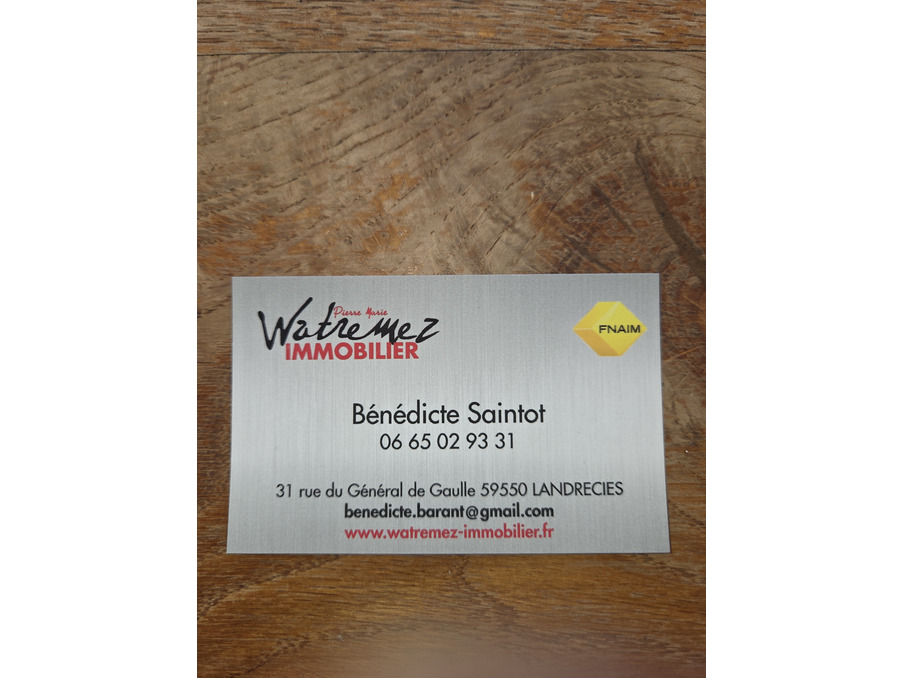 Pierre Marie
Watremez
IMMOBILIER
FNAIM
Bénédicte Saintot
06 65 02 93 31
31 rue du Général de Gaulle 59550 LANDRECIES
benedicte.barant@gmail.com
www.watremez-immobilier.fr